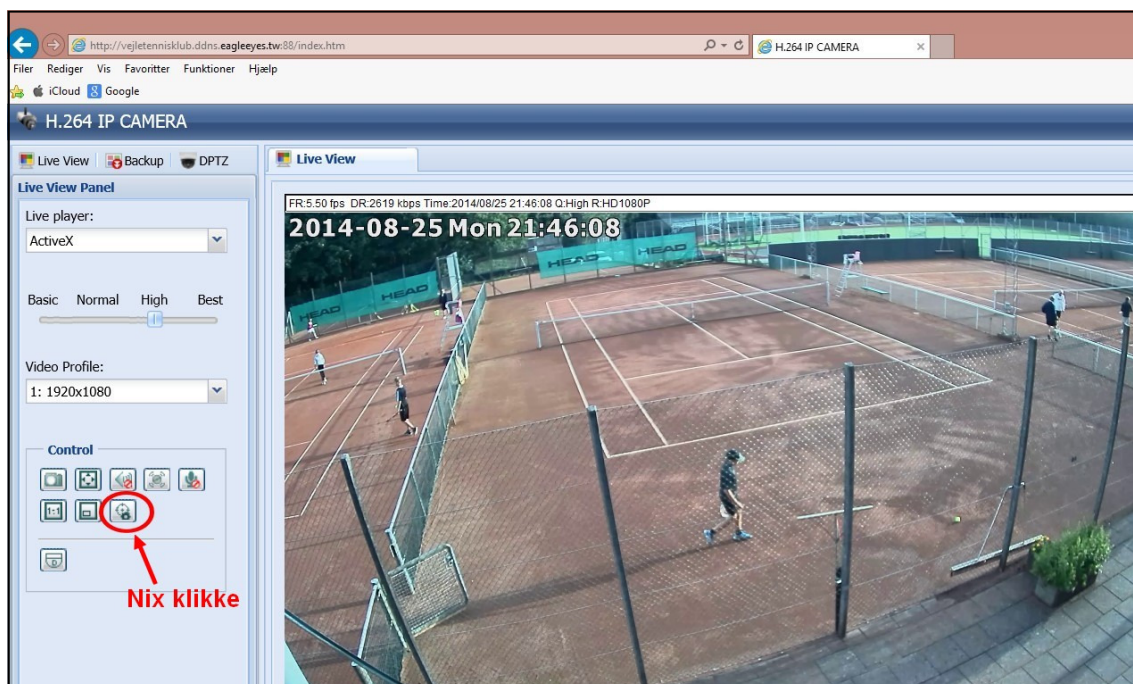 http://vejletennisklub.ddns.eagleeyes.tw:88/index.htm
H.264 IP CAMERA
Filer Rediger Vis Favoritter Funktioner Hjælp
iCloud Google
H.264 IP CAMERA
Live View Backup DPTZ
Live View
Live View Panel
Live player:
ActiveX
Basic Normal High Best
Video Profile:
1: 1920x1080
Control
1:1
Nix klikke
FR:5.50 fps DR:2619 kbps Time:2014/08/25 21:46:08 Q:High R:HD1080P
2014-08-25 Mon 21:46:08
HEAD
HEAD
HEAD
HEAD